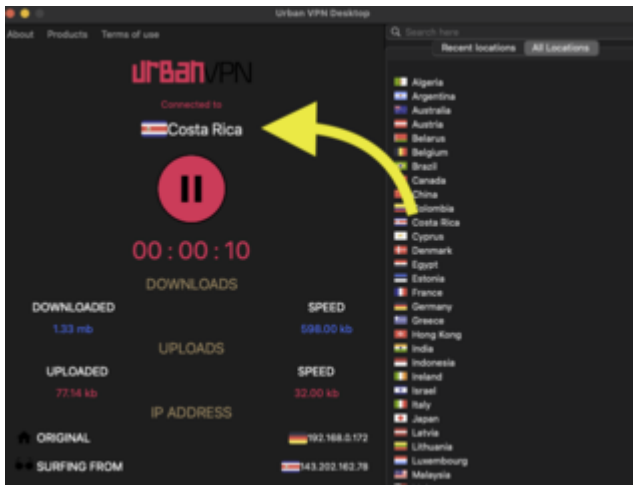 Urban VPN Desktop
About Products Terms of use
Search here
Recent locations All Locations
urbanVPN
Connected to
Costa Rica
00 : 00 : 10
DOWNLOADS
DOWNLOADED SPEED
1.33 mb 598.00 kb
UPLOADS
UPLOADED SPEED
77.14 kb 32.00 kb
IP ADDRESS
ORIGINAL 192.168.0.172
SURFING FROM 143.202.162.78
Algeria
Argentina
Australia
Austria
Belarus
Belgium
Brazil
Canada
China
Colombia
Costa Rica
Cyprus
Denmark
Egypt
Estonia
France
Germany
Greece
Hong Kong
India
Indonesia
Ireland
Israel
Italy
Japan
Latvia
Lithuania
Luxembourg
Malaysia